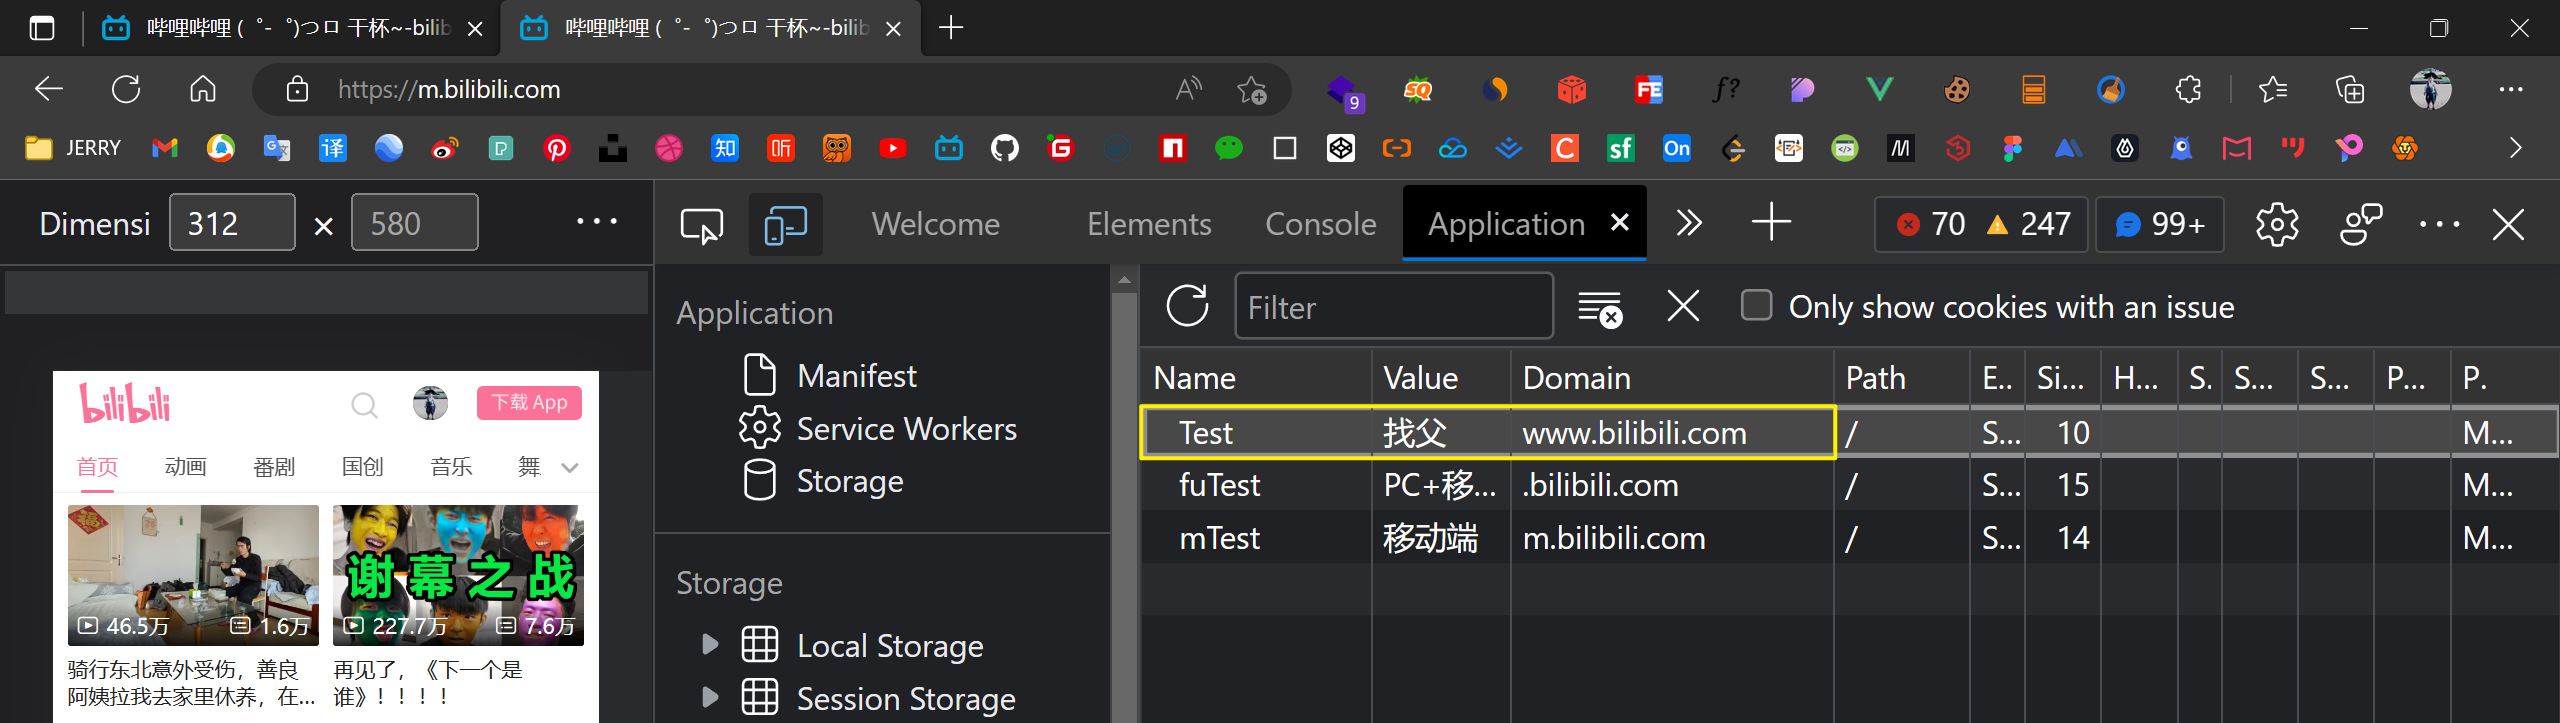 哔哩哔哩 (゜-゜)つロ 干杯~-bilib
哔哩哔哩 (゜-゜)つロ 干杯~-bilib
https://m.bilibili.com
9
JERRY
译
知
听
sf
On
Dimensi 312 × 580
Welcome Elements Console Application
70 247 99+
Application
Manifest
Service Workers
Storage
Storage
Local Storage
Session Storage
Filter
Only show cookies with an issue
Name Value Domain Path E.. Si... H... S. S... S... P... P.
Test 找父 www.bilibili.com / S... 10 M...
fuTest PC+移... .bilibili.com / S... 15 M...
mTest 移动端 m.bilibili.com / S... 14 M...
bilibili
下载 App
首页 动画 番剧 国创 音乐 舞
福
谢幕之战
46.5万 1.6万
227.7万 7.6万
骑行东北意外受伤，善良
阿姨拉我去家里休养，在...
再见了，《下一个是
谁》！！！！